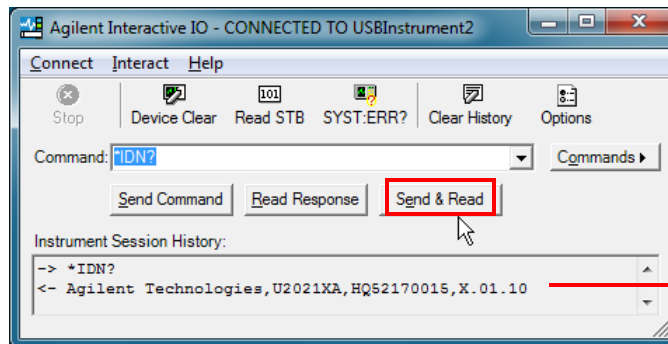 Agilent Interactive IO - CONNECTED TO USBInstrument2
Connect Interact Help
Stop Device Clear Read STB SYST:ERR? Clear History Options
Command: *IDN? Commands
Send Command Read Response Send & Read
Instrument Session History:
-> *IDN?
<- Agilent Technologies,U2021XA,HQ52170015,X.01.10